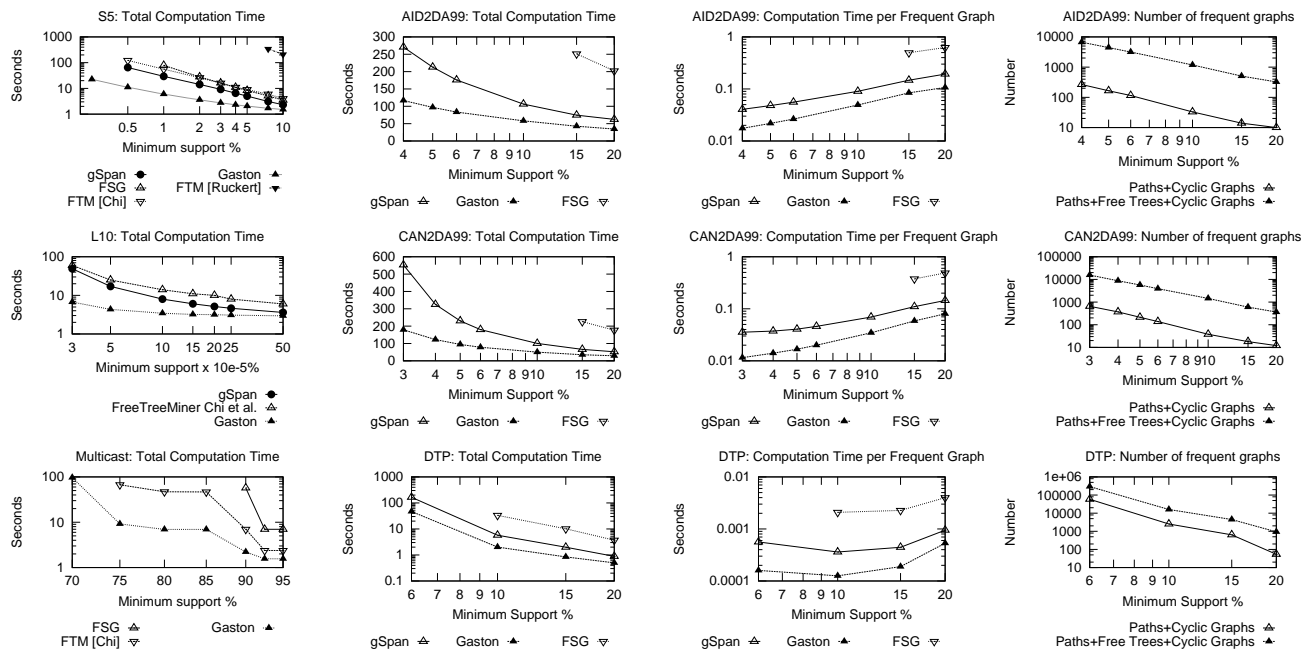 S5: Total Computation Time
1000
100
10
1
Seconds
0.5 1 2 3 4 5 10
Minimum support %
gSpan
FSG
FTM [Chi]
Gaston
FTM [Ruckert]
AID2DA99: Total Computation Time
300
250
200
150
100
50
0
Seconds
4 5 6 7 8 9 10 15 20
Minimum Support %
gSpan Gaston FSG
AID2DA99: Computation Time per Frequent Graph
1
0.1
0.01
Seconds
4 5 6 7 8 9 10 15 20
Minimum Support %
gSpan Gaston FSG
AID2DA99: Number of frequent graphs
10000
1000
100
10
Number
4 5 6 7 8 9 10 15 20
Minimum Support %
Paths+Cyclic Graphs
Paths+Free Trees+Cyclic Graphs
L10: Total Computation Time
100
10
1
Seconds
3 5 10 15 20 25 50
Minimum support x 10e-5%
gSpan
FreeTreeMiner Chi et al.
Gaston
CAN2DA99: Total Computation Time
600
500
400
300
200
100
0
Seconds
3 4 5 6 7 8 9 10 15 20
Minimum Support %
gSpan Gaston FSG
CAN2DA99: Computation Time per Frequent Graph
1
0.1
0.01
Seconds
3 4 5 6 7 8 9 10 15 20
Minimum Support %
gSpan Gaston FSG
CAN2DA99: Number of frequent graphs
100000
10000
1000
100
10
Number
3 4 5 6 7 8 9 10 15 20
Minimum Support %
Paths+Cyclic Graphs
Paths+Free Trees+Cyclic Graphs
Multicast: Total Computation Time
100
10
1
Seconds
70 75 80 85 90 95
Minimum support %
FSG
FTM [Chi]
Gaston
DTP: Total Computation Time
1000
100
10
1
0.1
Seconds
6 7 8 9 10 15 20
Minimum Support %
gSpan Gaston FSG
DTP: Computation Time per Frequent Graph
0.01
0.001
0.0001
Seconds
6 7 8 9 10 15 20
Minimum Support %
gSpan Gaston FSG
DTP: Number of frequent graphs
1e+06
100000
10000
1000
100
10
Number
6 7 8 9 10 15 20
Minimum Support %
Paths+Cyclic Graphs
Paths+Free Trees+Cyclic Graphs